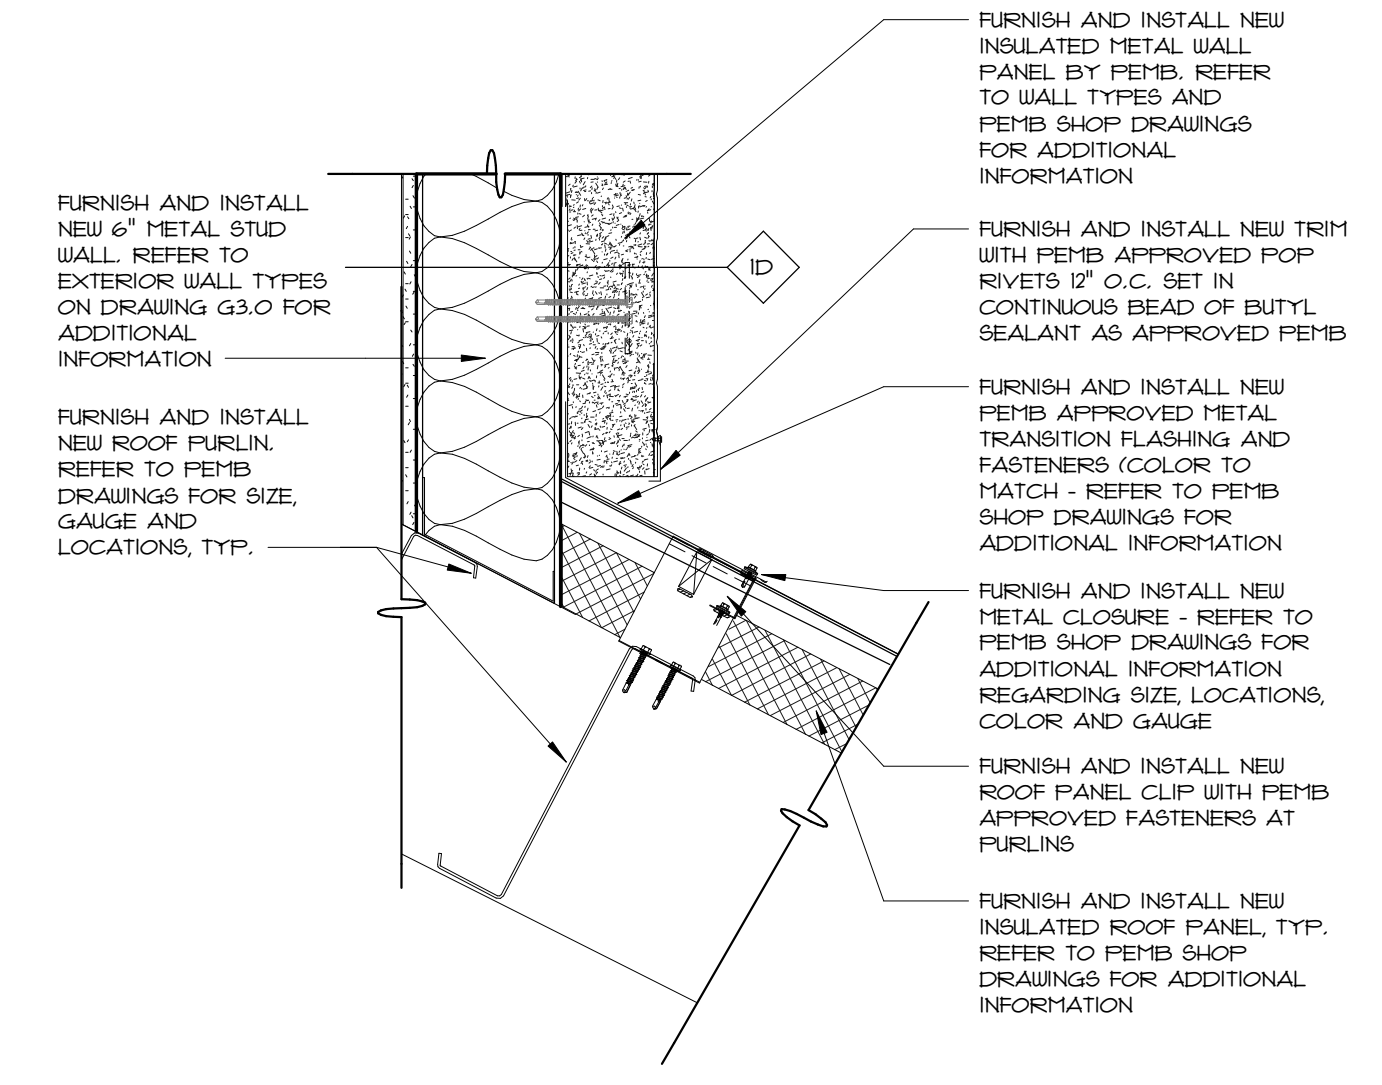 FURNISH AND INSTALL
NEW 6" METAL STUD
WALL. REFER TO
EXTERIOR WALL TYPES
ON DRAWING G3.0 FOR
ADDITIONAL
INFORMATION
FURNISH AND INSTALL
NEW ROOF PURLIN.
REFER TO PEMB
DRAWINGS FOR SIZE,
GAUGE AND
LOCATIONS, TYP.
1D
FURNISH AND INSTALL NEW
INSULATED METAL WALL
PANEL BY PEMB. REFER
TO WALL TYPES AND
PEMB SHOP DRAWINGS
FOR ADDITIONAL
INFORMATION
FURNISH AND INSTALL NEW TRIM
WITH PEMB APPROVED POP
RIVETS 12" O.C. SET IN
CONTINUOUS BEAD OF BUTYL
SEALANT AS APPROVED PEMB
FURNISH AND INSTALL NEW
PEMB APPROVED METAL
TRANSITION FLASHING AND
FASTENERS (COLOR TO
MATCH - REFER TO PEMB
SHOP DRAWINGS FOR
ADDITIONAL INFORMATION
FURNISH AND INSTALL NEW
METAL CLOSURE - REFER TO
PEMB SHOP DRAWINGS FOR
ADDITIONAL INFORMATION
REGARDING SIZE, LOCATIONS,
COLOR AND GAUGE
FURNISH AND INSTALL NEW
ROOF PANEL CLIP WITH PEMB
APPROVED FASTENERS AT
PURLINS
FURNISH AND INSTALL NEW
INSULATED ROOF PANEL, TYP.
REFER TO PEMB SHOP
DRAWINGS FOR ADDITIONAL
INFORMATION